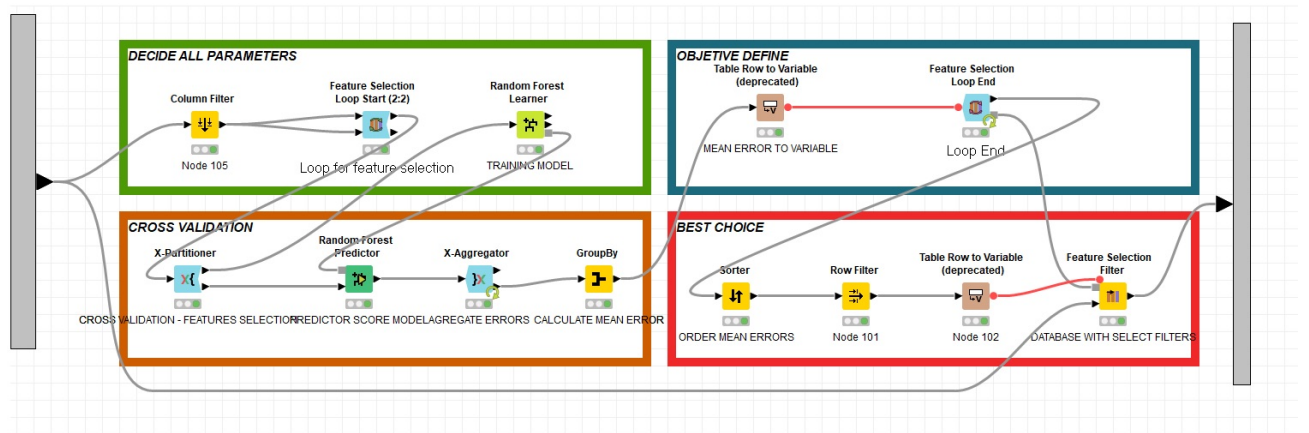 DECIDE ALL PARAMETERS
Column Filter
Node 105
Feature Selection
Loop Start (2:2)
Loop for feature selection
Random Forest
Learner
TRAINING MODEL
OBJETIVE DEFINE
Table Row to Variable
(deprecated)
MEAN ERROR TO VARIABLE
Feature Selection
Loop End
Loop End
CROSS VALIDATION
X-Partitioner
CROSS VALIDATION - FEATURES SELECTION
Random Forest
Predictor
PREDICTOR SCORE MODEL
X-Aggregator
AGREGATE ERRORS
GroupBy
CALCULATE MEAN ERROR
BEST CHOICE
Sorter
ORDER MEAN ERRORS
Row Filter
Node 101
Table Row to Variable
(deprecated)
Node 102
Feature Selection
Filter
DATABASE WITH SELECT FILTERS